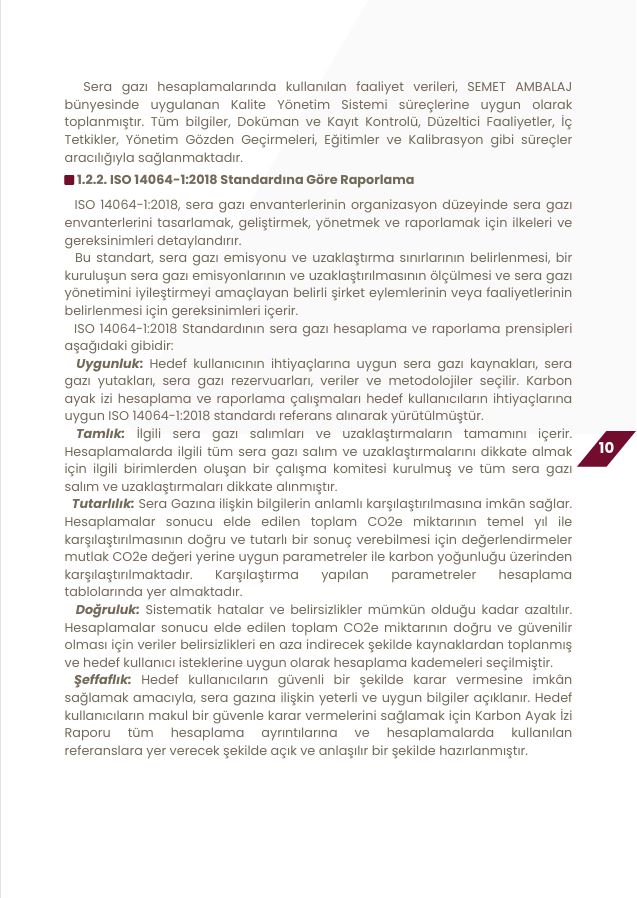 Sera gazı hesaplamalarında kullanılan faaliyet verileri, SEMET AMBALAJ
bünyesinde uygulanan Kalite Yönetim Sistemi süreçlerine uygun olarak
toplanmıştır. Tüm bilgiler, Doküman ve Kayıt Kontrolü, Düzeltici Faaliyetler, İç
Tetkikler, Yönetim Gözden Geçirmeleri, Eğitimler ve Kalibrasyon gibi süreçler
aracılığıyla sağlanmaktadır.
1.2.2. ISO 14064-1:2018 Standardına Göre Raporlama
ISO 14064-1:2018, sera gazı envanterlerinin organizasyon düzeyinde sera gazı
envanterlerini tasarlamak, geliştirmek, yönetmek ve raporlamak için ilkeleri ve
gereksinimleri detaylandırır.
Bu standart, sera gazı emisyonu ve uzaklaştırma sınırlarının belirlenmesi, bir
kuruluşun sera gazı emisyonlarının ve uzaklaştırılmasının ölçülmesi ve sera gazı
yönetimini iyileştirmeyi amaçlayan belirli şirket eylemlerinin veya faaliyetlerinin
belirlenmesi için gereksinimleri içerir.
ISO 14064-1:2018 Standardının sera gazı hesaplama ve raporlama prensipleri
aşağıdaki gibidir:
Uygunluk: Hedef kullanıcının ihtiyaçlarına uygun sera gazı kaynakları, sera
gazı yutakları, sera gazı rezervuarları, veriler ve metodolojiler seçilir. Karbon
ayak izi hesaplama ve raporlama çalışmaları hedef kullanıcıların ihtiyaçlarına
uygun ISO 14064-1:2018 standardı referans alınarak yürütülmüştür.
Tamlık: İlgili sera gazı salımları ve uzaklaştırmaların tamamını içerir.
Hesaplamalarda ilgili tüm sera gazı salım ve uzaklaştırmalarını dikkate almak
için ilgili birimlerden oluşan bir çalışma komitesi kurulmuş ve tüm sera gazı
salım ve uzaklaştırmaları dikkate alınmıştır.
Tutarlılık: Sera Gazına ilişkin bilgilerin anlamlı karşılaştırılmasına imkân sağlar.
Hesaplamalar sonucu elde edilen toplam CO2e miktarının temel yıl ile
karşılaştırılmasının doğru ve tutarlı bir sonuç verebilmesi için değerlendirmeler
mutlak CO2e değeri yerine uygun parametreler ile karbon yoğunluğu üzerinden
karşılaştırılmaktadır. Karşılaştırma yapılan parametreler hesaplama
tablolarında yer almaktadır.
Doğruluk: Sistematik hatalar ve belirsizlikler mümkün olduğu kadar azaltılır.
Hesaplamalar sonucu elde edilen toplam CO2e miktarının doğru ve güvenilir
olması için veriler belirsizlikleri en aza indirecek şekilde kaynaklardan toplanmış
ve hedef kullanıcı isteklerine uygun olarak hesaplama kademeleri seçilmiştir.
Şeffaflık: Hedef kullanıcıların güvenli bir şekilde karar vermesine imkân
sağlamak amacıyla, sera gazına ilişkin yeterli ve uygun bilgiler açıklanır. Hedef
kullanıcıların makul bir güvenle karar vermelerini sağlamak için Karbon Ayak İzi
Raporu tüm hesaplama ayrıntılarına ve hesaplamalarda kullanılan
referanslara yer verecek şekilde açık ve anlaşılır bir şekilde hazırlanmıştır.
10